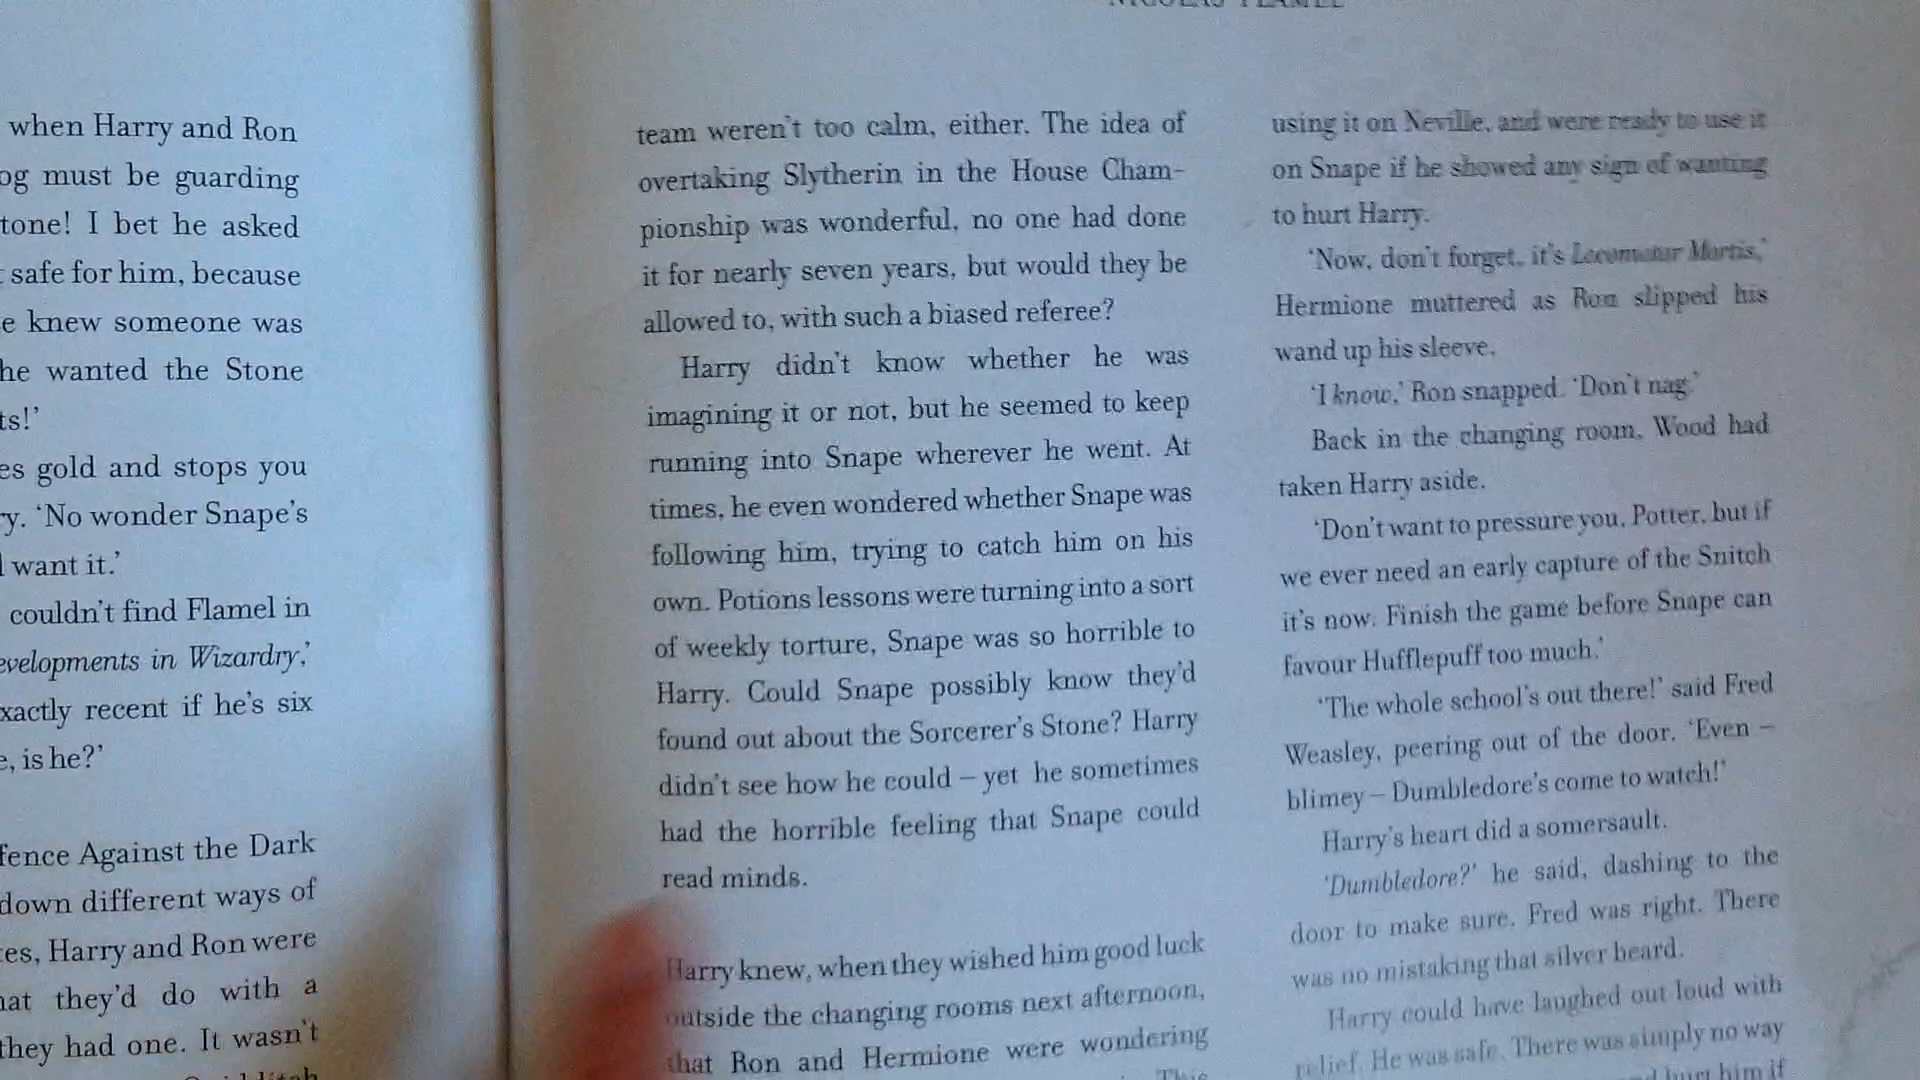 when Harry and Ron
must be guarding
I bet he asked
safe for him, because
knew someone was
wanted the Stone
gold and stops you
'No wonder Snape's
want it.'
couldn't find Flamel in
in Wizardry,'
recent if he's six
is he?'
Against the Dark
down different ways of
Harry and Ron were
they'd do with a
they had one. It wasn't
team weren't too calm, either. The idea of
overtaking Slytherin in the House Cham-
pionship was wonderful, no one had done
it for nearly seven years, but would they be
allowed to, with such a biased referee?
Harry didn't know whether he was
imagining it or not, but he seemed to keep
running into Snape wherever he went. At
times, he even wondered whether Snape was
following him, trying to catch him on his
own. Potions lessons were turning into a sort
of weekly torture, Snape was so horrible to
Harry. Could Snape possibly know they'd
found out about the Sorcerer's Stone? Harry
didn't see how he could – yet he sometimes
had the horrible feeling that Snape could
read minds.
Harry knew, when they wished him good luck
outside the changing rooms next afternoon,
that Ron and Hermione were wondering
This
using it on Neville, and were ready to use it
on Snape if he showed any sign of wanting
to hurt Harry.
'Now, don't forget, it's Locomotor Mortis,'
Hermione muttered as Ron slipped his
wand up his sleeve.
'I know,' Ron snapped. 'Don't nag.'
Back in the changing room, Wood had
taken Harry aside.
'Don't want to pressure you, Potter, but if
we ever need an early capture of the Snitch
it's now. Finish the game before Snape can
favour Hufflepuff too much.'
'The whole school's out there!' said Fred
Weasley, peering out of the door. 'Even –
blimey – Dumbledore's come to watch!'
Harry's heart did a somersault.
'Dumbledore?' he said, dashing to the
door to make sure. Fred was right. There
was no mistaking that silver beard.
Harry could have laughed out loud with
relief. He was safe. There was simply no way
hurt him if